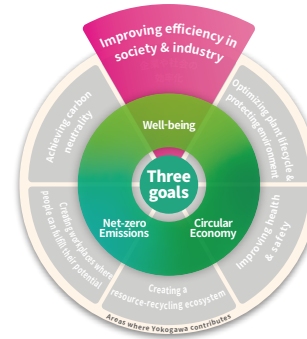 Improving efficiency in
society & industry
Achieving carbon
neutrality
Optimizing plant lifecycle &
protecting environment
Well-being
Three
goals
Net-zero
Emissions
Circular
Economy
Creating workplaces where
people can fulfill their potential
Improving health
& safety
Creating a
resource-recycling ecosystem
Areas where Yokogawa contributes